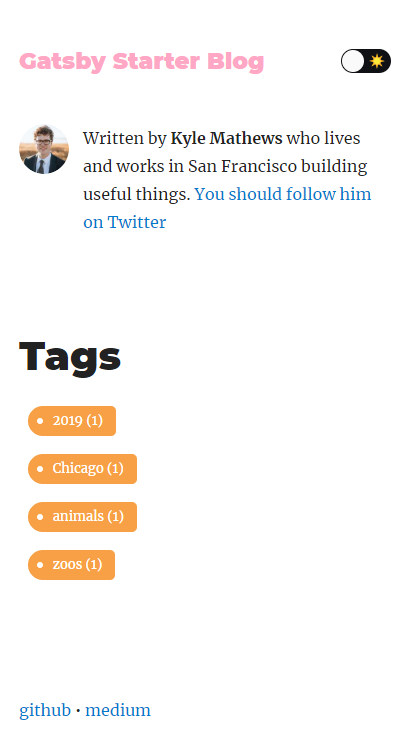 Gatsby Starter Blog
Written by Kyle Mathews who lives
and works in San Francisco building
useful things. You should follow him
on Twitter
Tags
2019 (1)
Chicago (1)
animals (1)
zoos (1)
github • medium